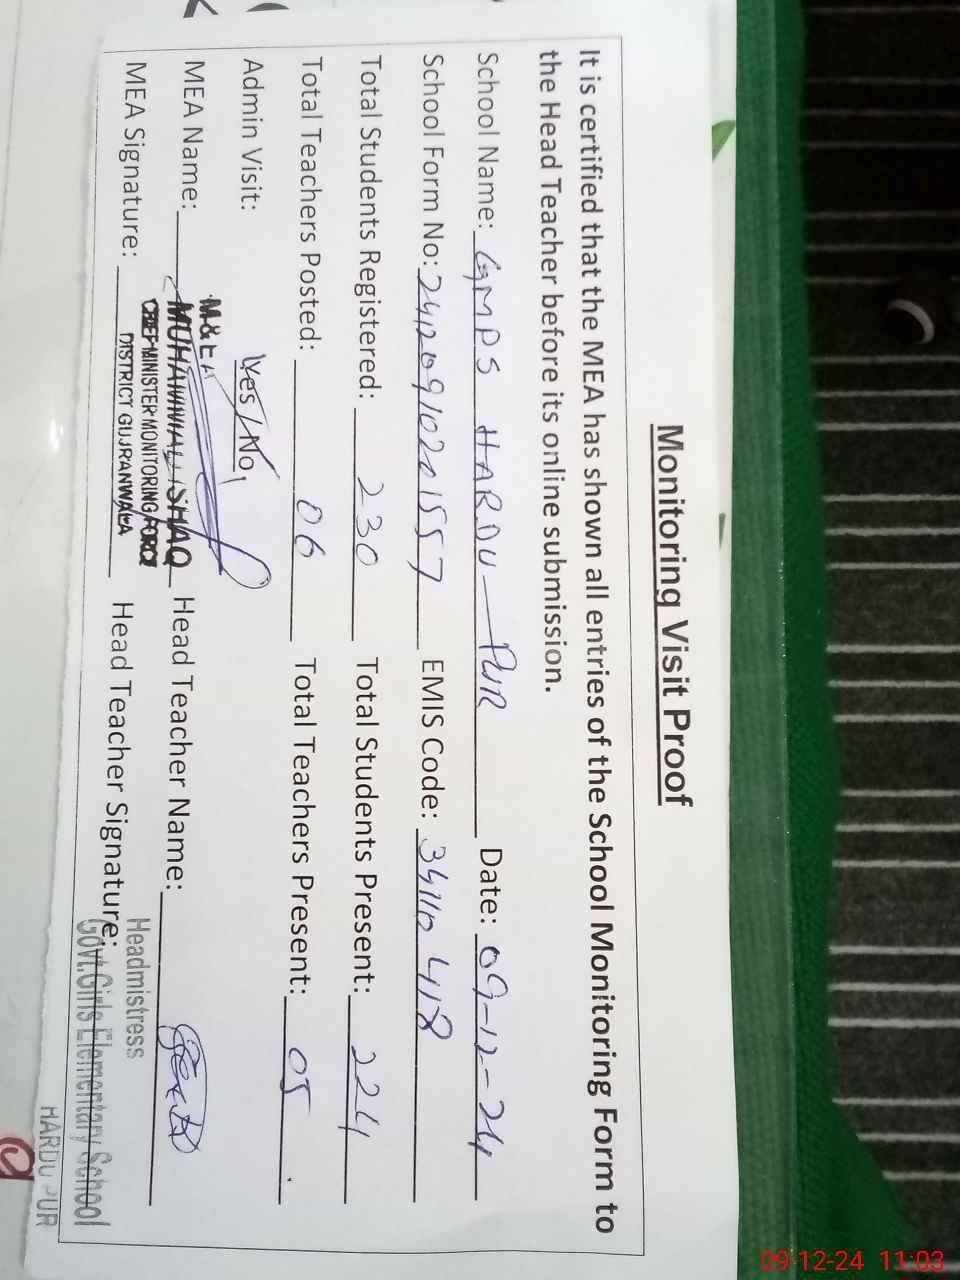 Monitoring Visit Proof
It is certified that the MEA has shown all entries of the School Monitoring Form to
the Head Teacher before its online submission.
School Name: GMPS HARDU-PUR Date: 09-12-24
School Form No: 24120910201557 EMIS Code: 34112418
Total Students Registered: 230 Total Students Present: 224
Total Teachers Posted: 06 Total Teachers Present: 05
Admin Visit: Yes / No
MEA Name: Head Teacher Name:
MEA Signature: Head Teacher Signature:
M & EA
MUHAMMAD ISHAQ
CHIEF MINISTER MONITORING FORCE
DISTRICT GUJRANWALA
Headmistress
Govt. Girls Elementary School
HARDU PUR
09-12-24 11:03